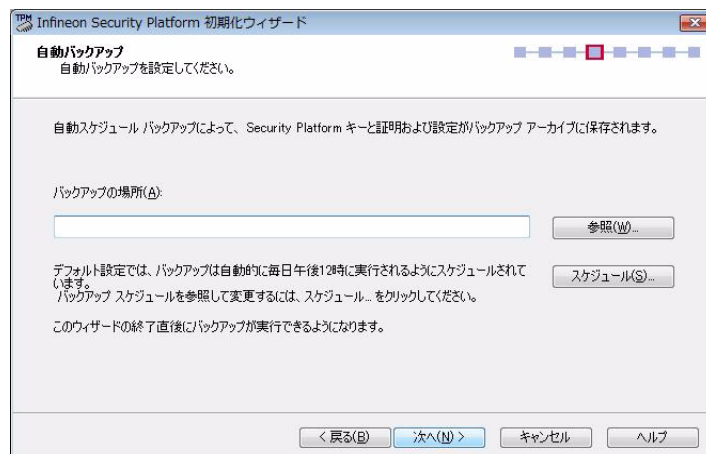 TPM
Infineon Security Platform 初期化ウィザード
自動バックアップ
自動バックアップを設定してください。
自動スケジュール バックアップによって、Security Platform キーと証明および設定がバックアップ アーカイブに保存されます。
バックアップの場所(A):
参照(W)...
デフォルト設定では、バックアップは自動的に毎日午後12時に実行されるようにスケジュールされて
います。
バックアップ スケジュールを参照して変更するには、スケジュール... をクリックしてください。
スケジュール(S)...
このウィザードの終了直後にバックアップが実行できるようになります。
< 戻る(B)
次へ(N) >
キャンセル
ヘルプ